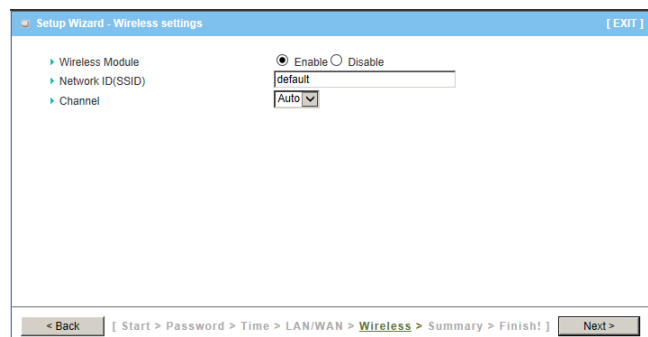 Setup Wizard - Wireless settings [ EXIT ]
Wireless Module Enable Disable
Network ID(SSID) default
Channel Auto
< Back [ Start > Password > Time > LAN/WAN > Wireless > Summary > Finish! ] Next >